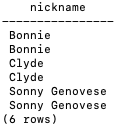 nickname
----------------
Bonnie
Bonnie
Clyde
Clyde
Sonny Genovese
Sonny Genovese
(6 rows)